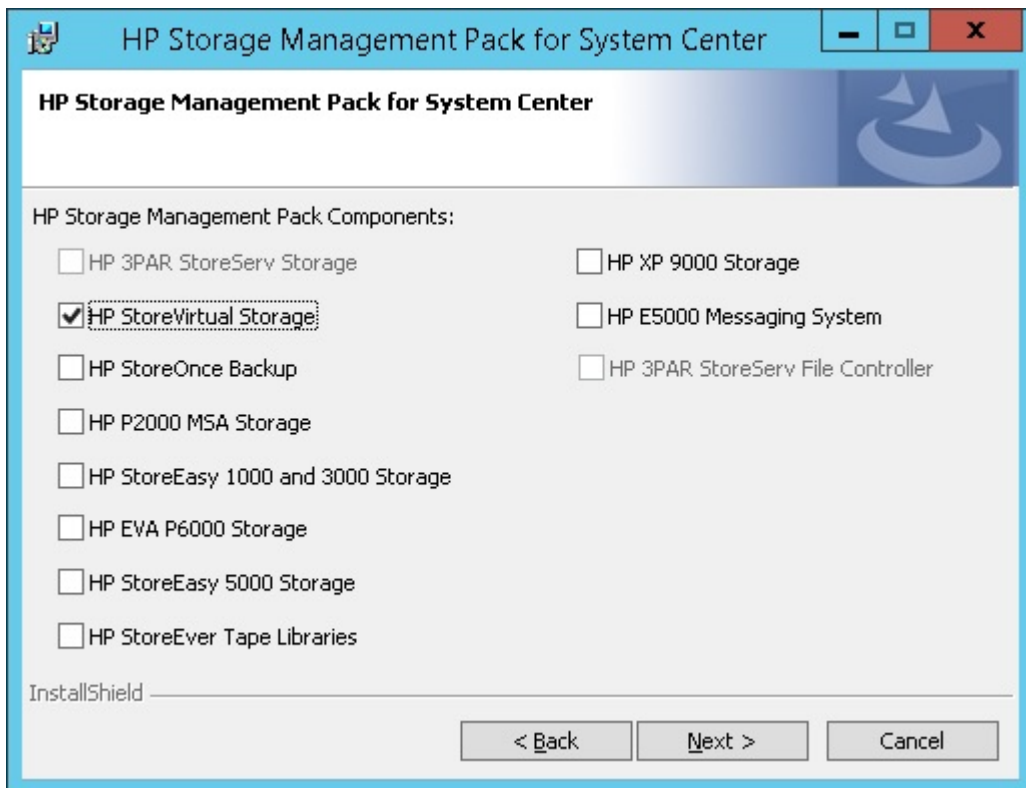 HP Storage Management Pack for System Center
HP Storage Management Pack for System Center
HP Storage Management Pack Components:
HP 3PAR StoreServ Storage
HP StoreVirtual Storage
HP StoreOnce Backup
HP P2000 MSA Storage
HP StoreEasy 1000 and 3000 Storage
HP EVA P6000 Storage
HP StoreEasy 5000 Storage
HP StoreEver Tape Libraries
HP XP 9000 Storage
HP E5000 Messaging System
HP 3PAR StoreServ File Controller
InstallShield
< Back
Next >
Cancel